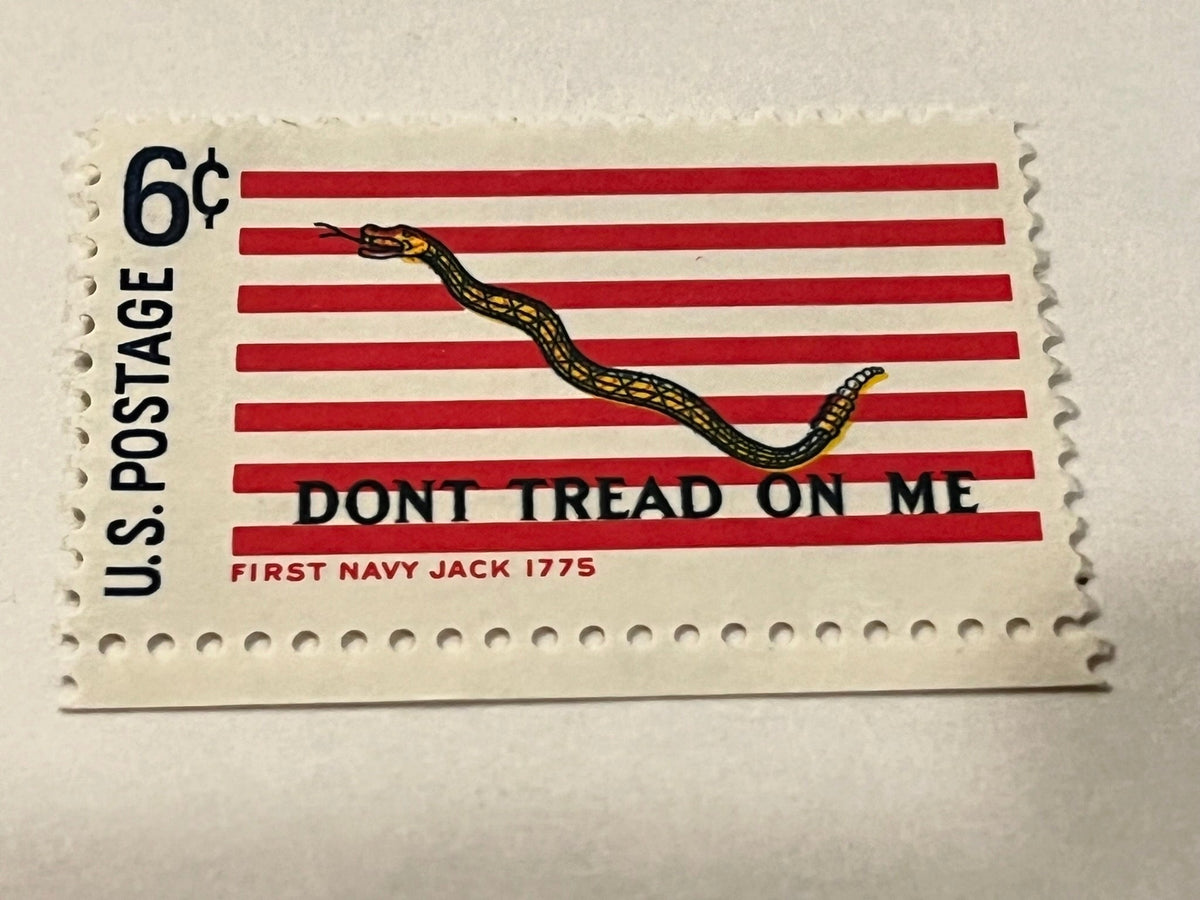 6¢
U.S. POSTAGE
DONT TREAD ON ME
FIRST NAVY JACK 1775